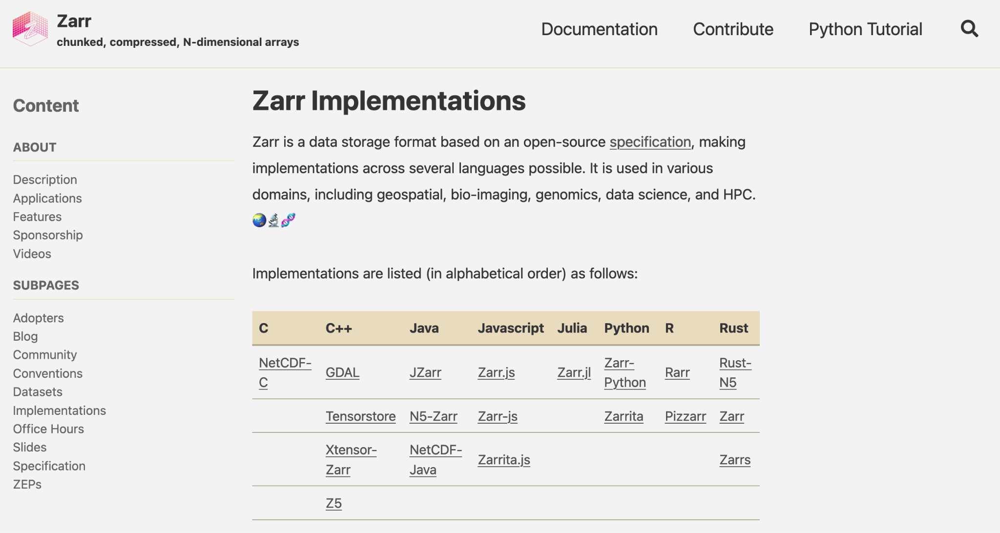 Zarr
chunked, compressed, N-dimensional arrays
Documentation
Contribute
Python Tutorial
Content
ABOUT
Description
Applications
Features
Sponsorship
Videos
SUBPAGES
Adopters
Blog
Community
Conventions
Datasets
Implementations
Office Hours
Slides
Specification
ZEPs
Zarr Implementations
Zarr is a data storage format based on an open-source specification, making
implementations across several languages possible. It is used in various
domains, including geospatial, bio-imaging, genomics, data science, and HPC.
🌏🔬🧬
Implementations are listed (in alphabetical order) as follows:
C C++ Java Javascript Julia Python R Rust
NetCDF-C GDAL JZarr Zarr.js Zarr.jl Zarr-Python Rarr Rust-N5
Tensorstore N5-Zarr Zarr-js Zarrita Pizzarr Zarr
Xtensor-Zarr NetCDF-Java Zarrita.js Zarrs
Z5